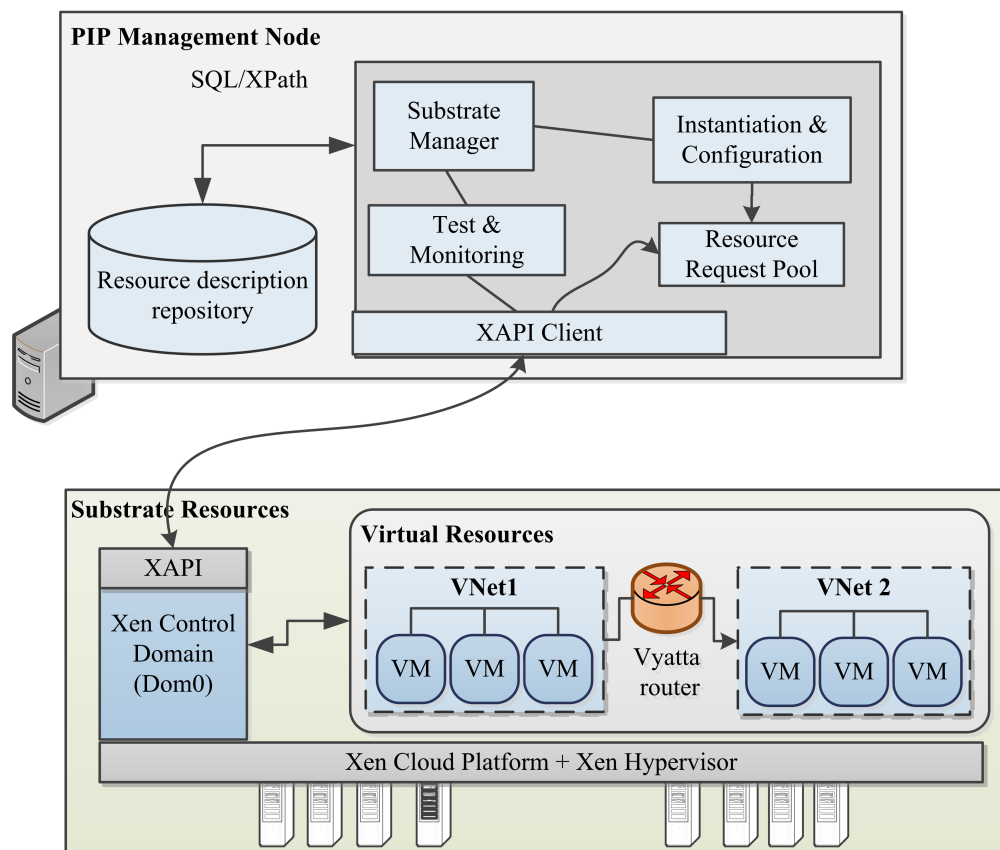 PIP Management Node
SQL/XPath
Substrate
Manager
Instantiation &
Configuration
Test &
Monitoring
Resource
Request Pool
Resource description
repository
XAPI Client
Substrate Resources
Virtual Resources
XAPI
Xen Control
Domain
(Dom0)
VNet1
VM VM VM
Vyatta
router
VNet 2
VM VM VM
Xen Cloud Platform + Xen Hypervisor